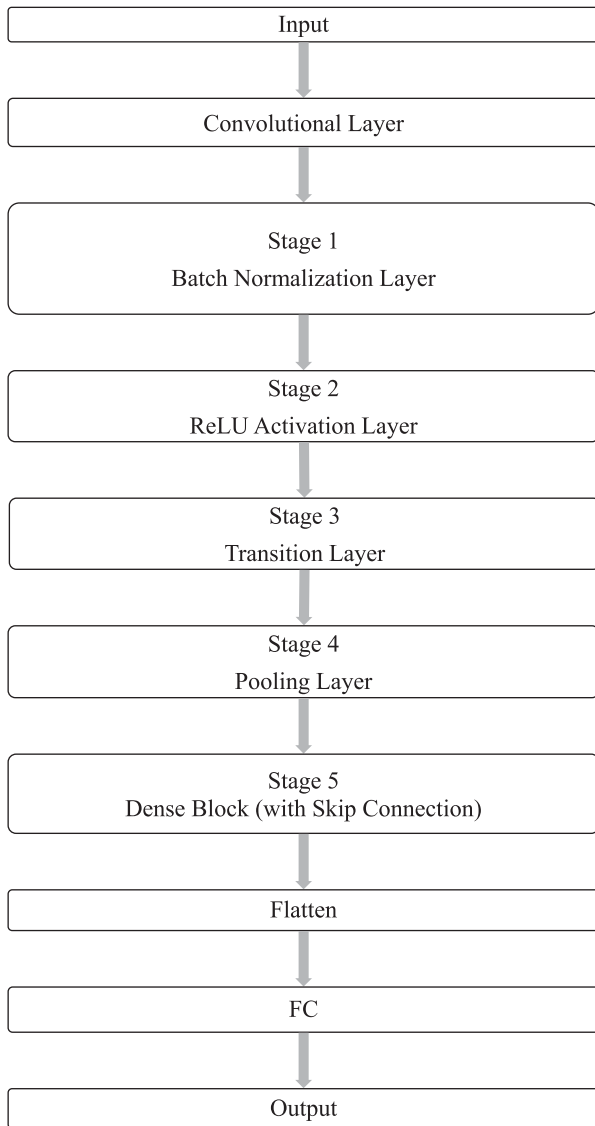 Input
Convolutional Layer
Stage 1
Batch Normalization Layer
Stage 2
ReLU Activation Layer
Stage 3
Transition Layer
Stage 4
Pooling Layer
Stage 5
Dense Block (with Skip Connection)
Flatten
FC
Output